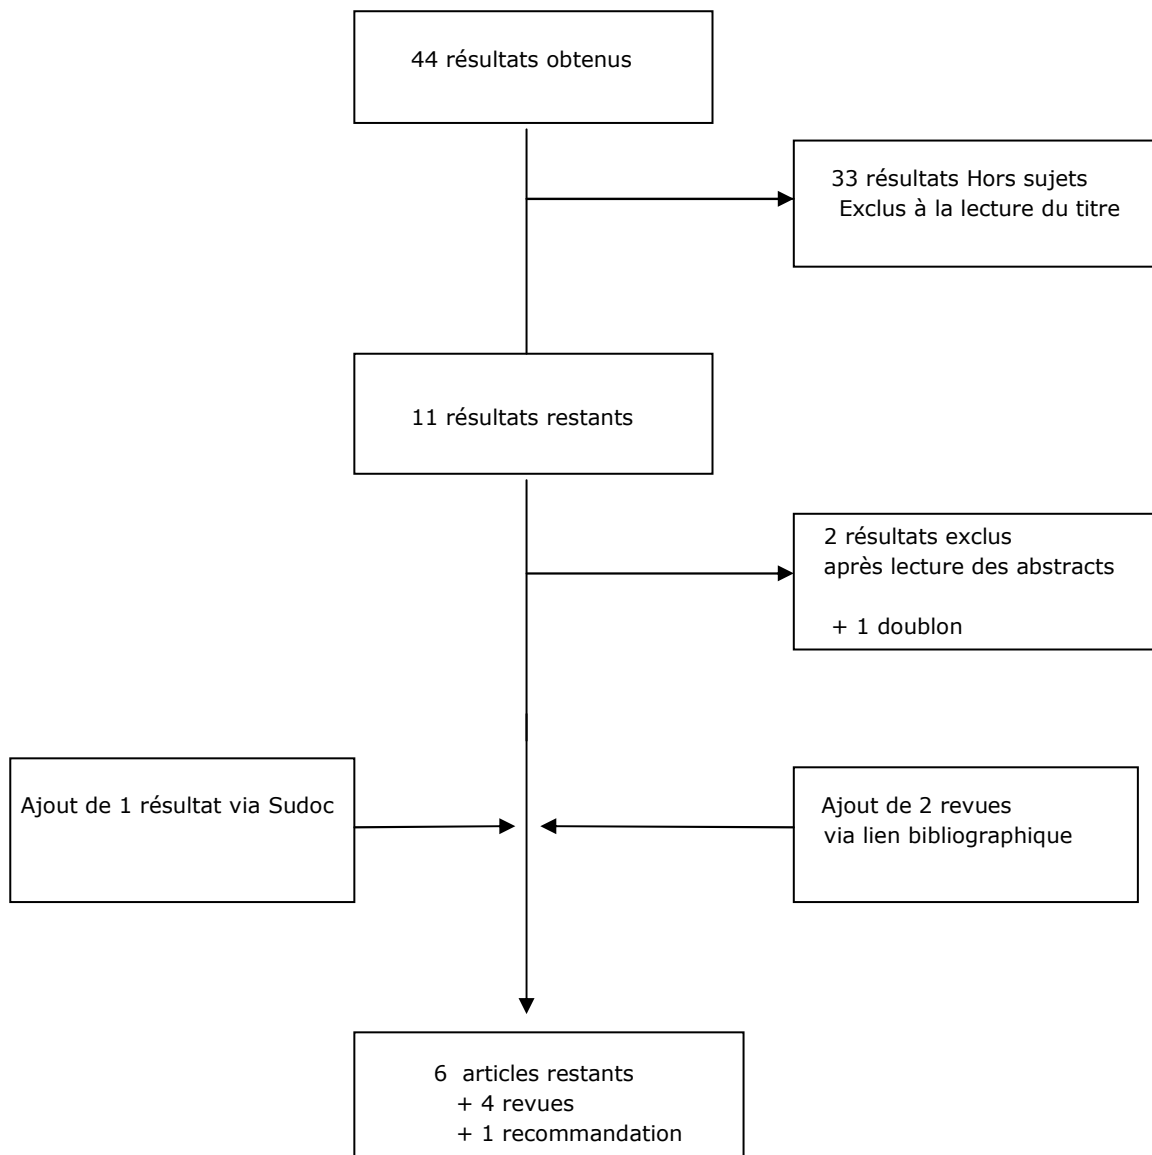 44 résultats obtenus
33 résultats Hors sujets
Exclus à la lecture du titre
11 résultats restants
2 résultats exclus
après lecture des abstracts
+ 1 doublon
Ajout de 1 résultat via Sudoc
Ajout de 2 revues
via lien bibliographique
6 articles restants
+ 4 revues
+ 1 recommandation